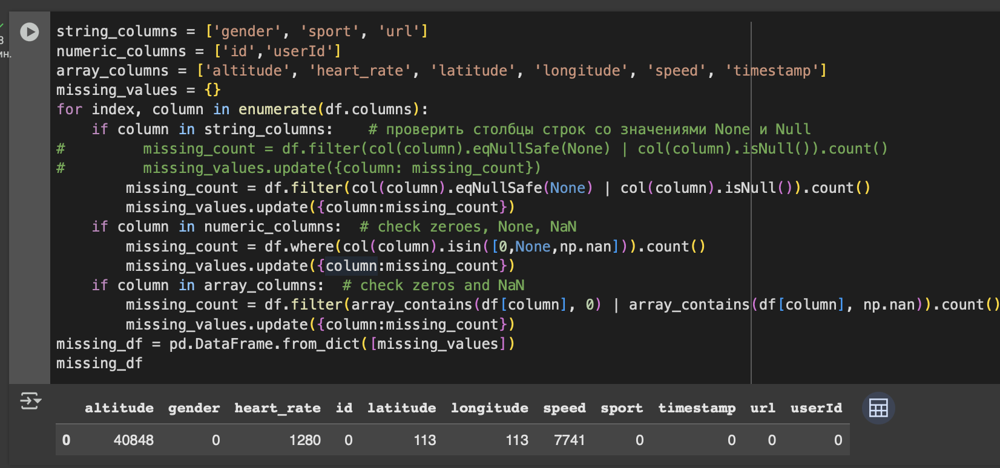 string_columns = ['gender', 'sport', 'url']
3
numeric_columns = ['id','userId']
ин.
array_columns = ['altitude', 'heart_rate', 'latitude', 'longitude', 'speed', 'timestamp']
missing_values = {}
for index, column in enumerate(df.columns):
    if column in string_columns:    # проверить столбцы строк со значениями None и Null
#         missing_count = df.filter(col(column).eqNullSafe(None) | col(column).isNull()).count()
#         missing_values.update({column: missing_count})
        missing_count = df.filter(col(column).eqNullSafe(None) | col(column).isNull()).count()
        missing_values.update({column:missing_count})
    if column in numeric_columns:  # check zeroes, None, NaN
        missing_count = df.where(col(column).isin([0,None,np.nan])).count()
        missing_values.update({column:missing_count})
    if column in array_columns:  # check zeros and NaN
        missing_count = df.filter(array_contains(df[column], 0) | array_contains(df[column], np.nan)).count()
        missing_values.update({column:missing_count})
missing_df = pd.DataFrame.from_dict([missing_values])
missing_df
altitude gender heart_rate id latitude longitude speed sport timestamp url userId
0 40848 0 1280 0 113 113 7741 0 0 0 0